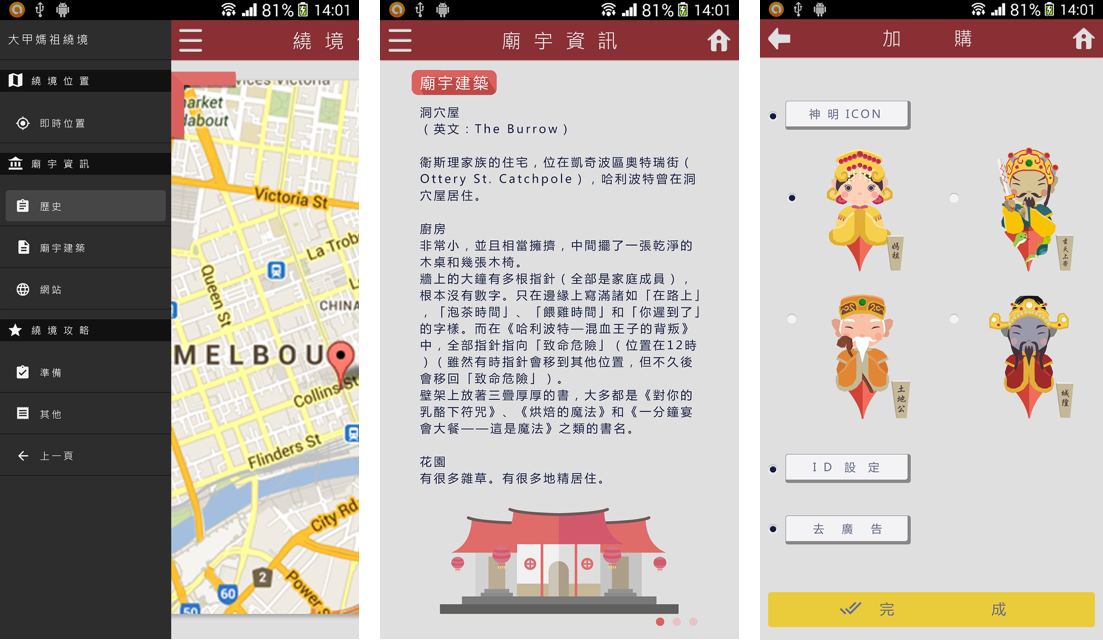 81% 14:01
大甲媽祖繞境
繞境位置
即時位置
廟宇資訊
歷史
廟宇建築
網站
繞境攻略
準備
其他
上一頁
繞境
Victoria St
La Trob
Queen St
CHINA
MELBOU
Collins St
Flinders St
City Rd
Power
2
60
50
81% 14:01
廟宇資訊
廟宇建築
洞穴屋
（英文：The Burrow）
衛斯理家族的住宅，位在凱奇波區奧特瑞街（
Ottery St. Catchpole），哈利波特曾在洞
穴屋居住。
廚房
非常小，並且相當擁擠，中間擺了一張乾淨的
木桌和幾張木椅。
牆上的大鐘有多根指針（全部是家庭成員），
根本沒有數字。只在邊緣上寫滿諸如「在路上」
，「泡茶時間」、「餵雞時間」和「你遲到了」
的字樣。而在《哈利波特—混血王子的背叛》
中，全部指針指向「致命危險」（位置在12時
）（雖然有時指針會移到其他位置，但不久後
會移回「致命危險」）。
壁架上放著三疊厚厚的書，大多都是《對你的
乳酪下符咒》、《烘焙的魔法》和《一分鐘宴
會大餐——這是魔法》之類的書名。
花園
有很多雜草。有很多地精居住。
81% 14:01
加購
神明ICON
媽祖
玄天上帝
土地公
城隍
ID設定
去廣告
完成